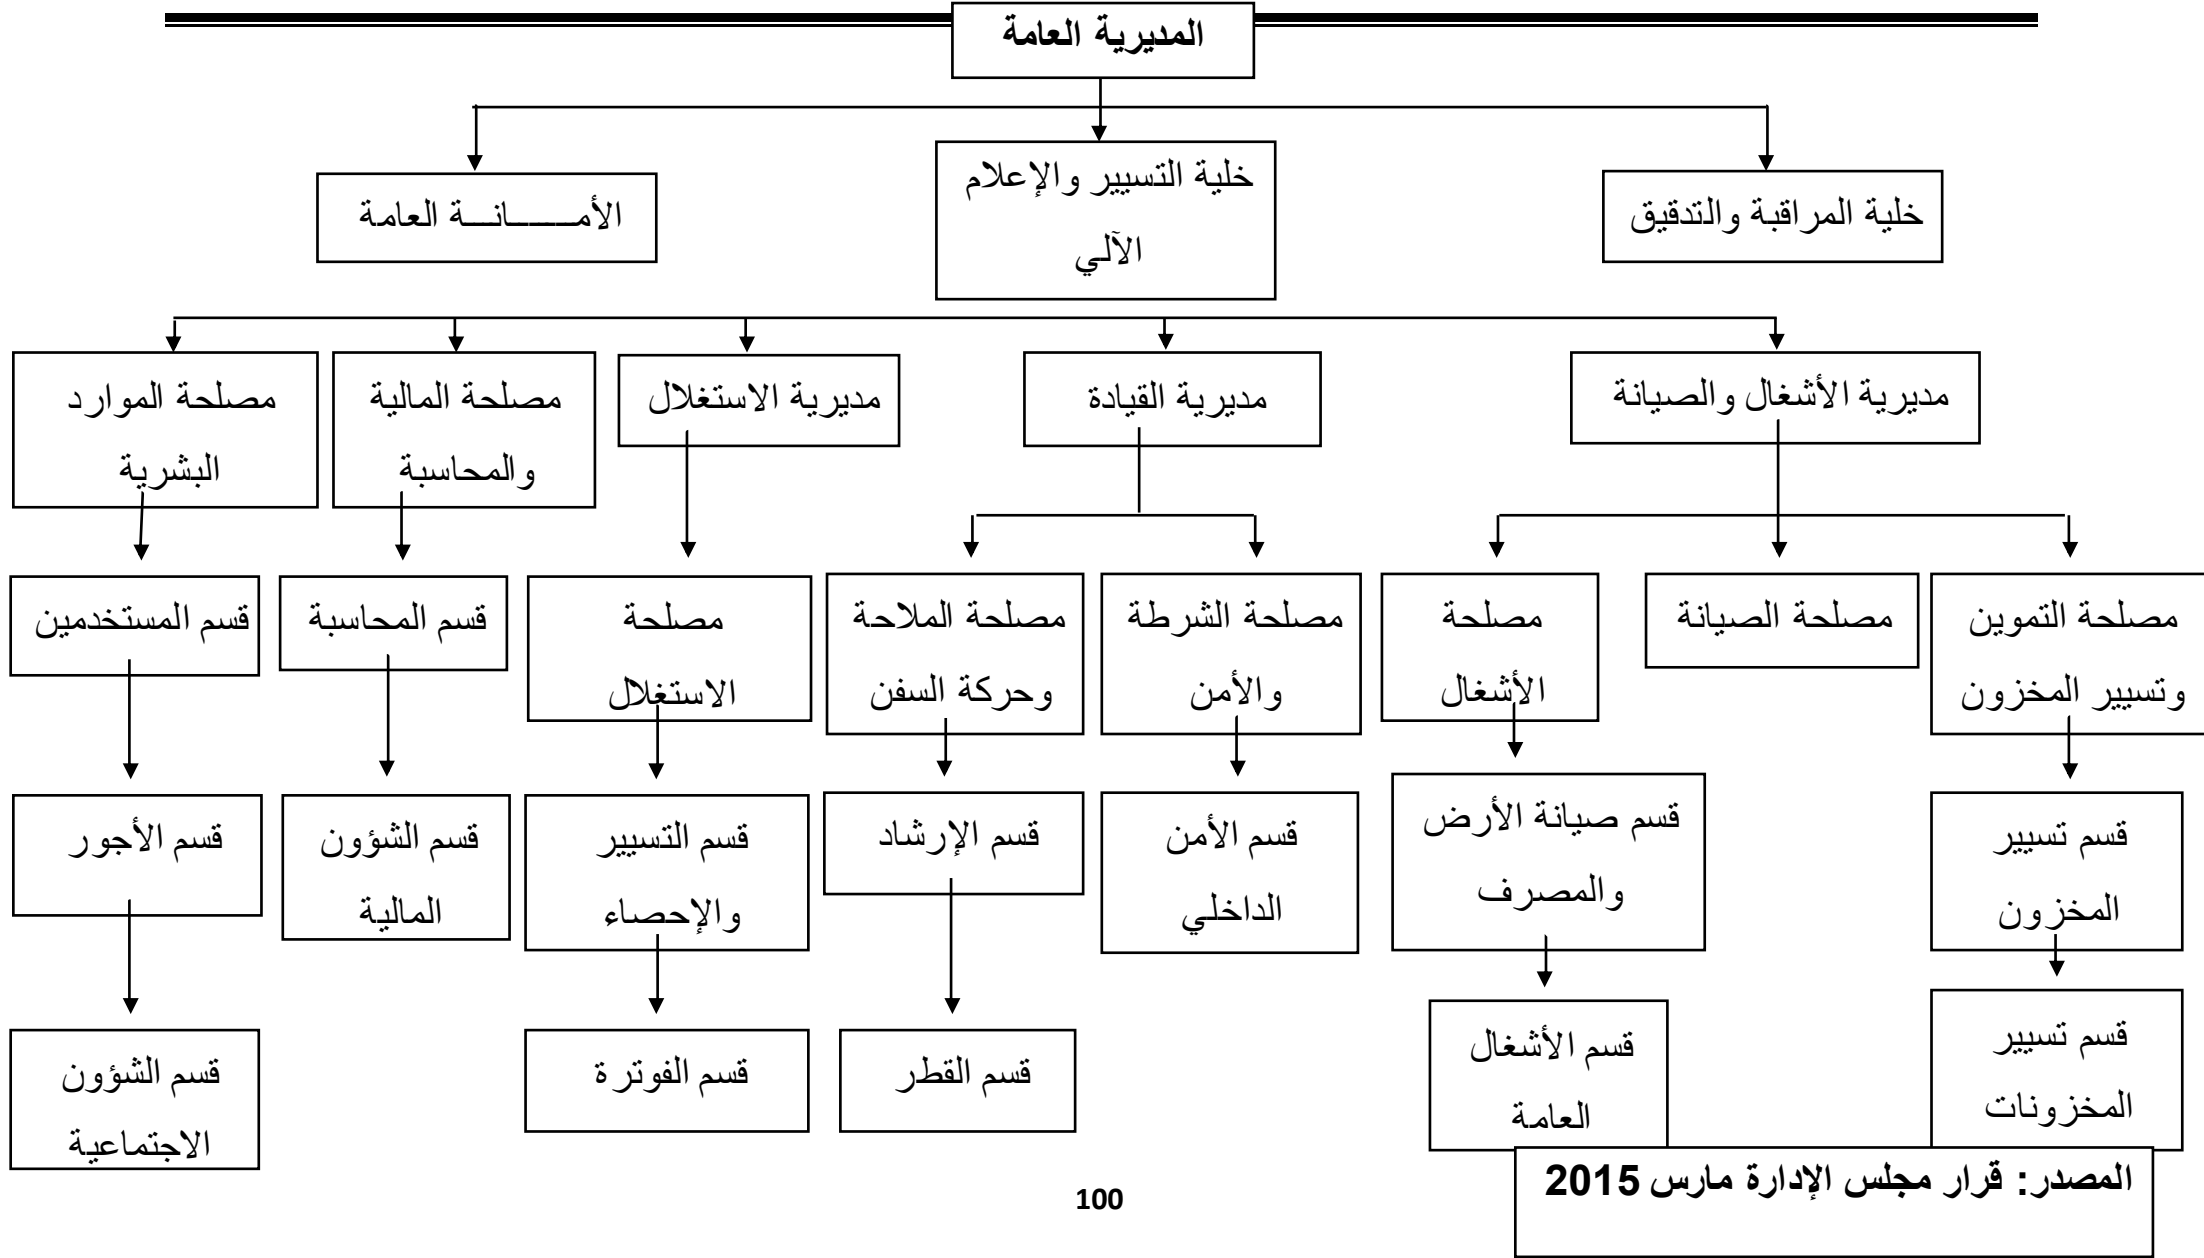 المديرية العامة
خلية المراقبة والتدقيق
خلية التسيير والإعلام
الآلي
الأمـــــانـــة العامة
مديرية الأشغال والصيانة
مديرية القيادة
مديرية الاستغلال
مصلحة المالية
والمحاسبة
مصلحة الموارد
البشرية
مصلحة التموين
وتسيير المخزون
مصلحة الصيانة
مصلحة
الأشغال
مصلحة الشرطة
والأمن
مصلحة الملاحة
وحركة السفن
مصلحة
الاستغلال
قسم المحاسبة
قسم المستخدمين
قسم تسيير
المخزون
قسم صيانة الأرض
والمصرف
قسم الأمن
الداخلي
قسم الإرشاد
قسم التسيير
والإحصاء
قسم الشؤون
المالية
قسم الأجور
قسم تسيير
المخزونات
قسم الأشغال
العامة
قسم القطر
قسم الفوترة
قسم الشؤون
الاجتماعية
المصدر: قرار مجلس الإدارة مارس 2015
100